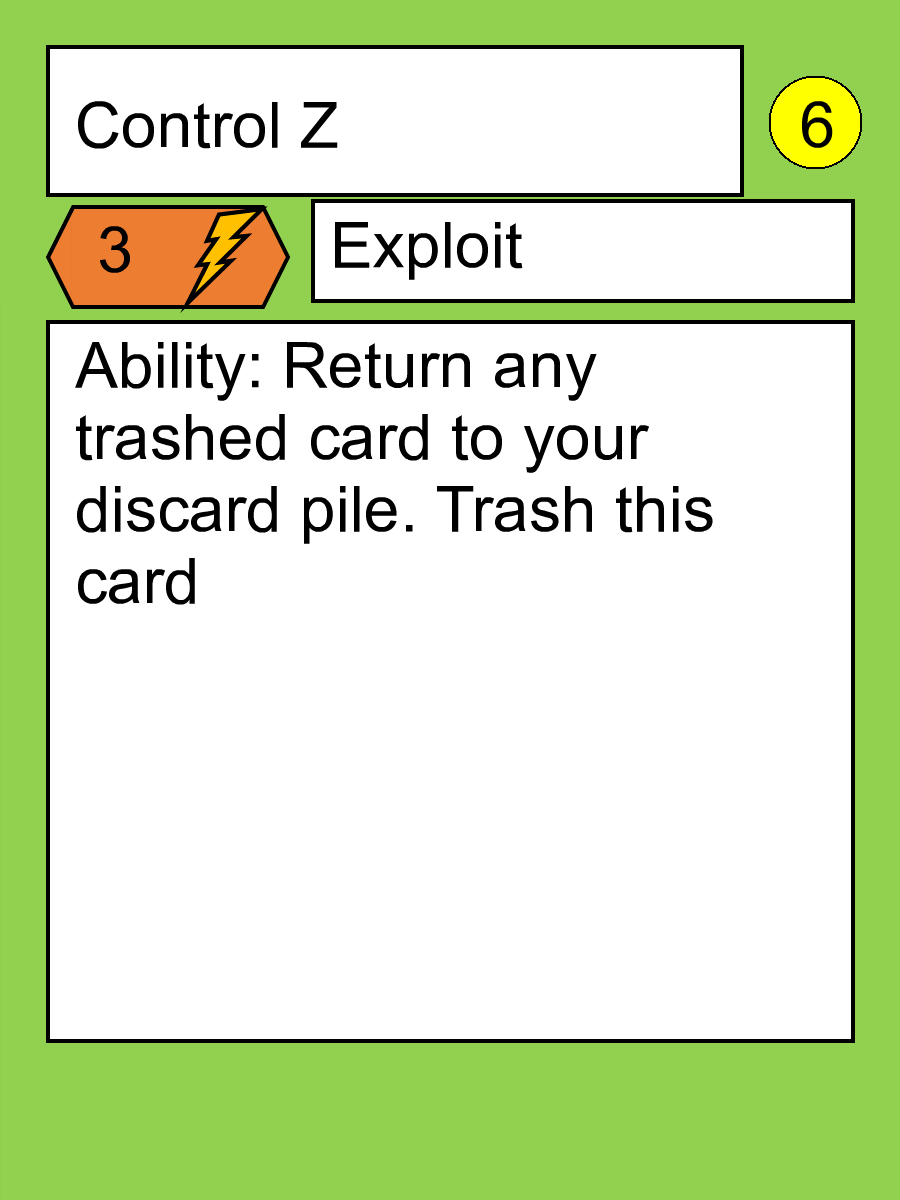 Control Z
6
3
Exploit
Ability: Return any
trashed card to your
discard pile. Trash this
card